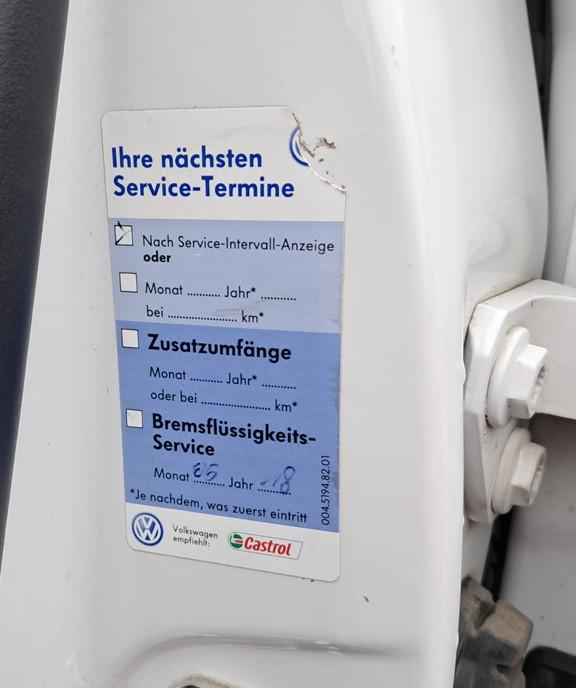 Ihre nächsten
Service-Termine
Nach Service-Intervall-Anzeige
oder
Monat ........... Jahr* ...........
bei ....................... km*
Zusatzumfänge
Monat ........... Jahr* ...........
oder bei ....................... km*
Bremsflüssigkeits-
Service
Monat 05 Jahr 18
*Je nachdem, was zuerst eintritt
004.5194.82.01
Volkswagen
empfiehlt:
Castrol